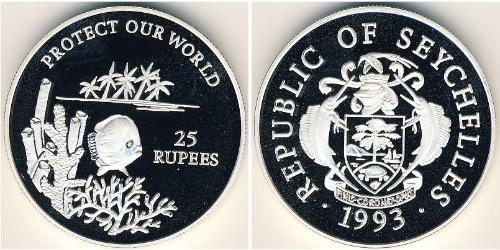 PROTECT OUR WORLD
25
RUPEES
REPUBLIC OF SEYCHELLES
· 1993 ·